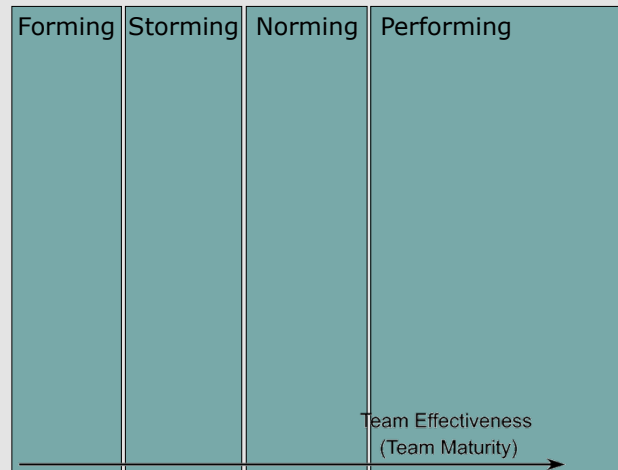 Forming
Storming
Norming
Performing
Team Effectiveness
(Team Maturity)